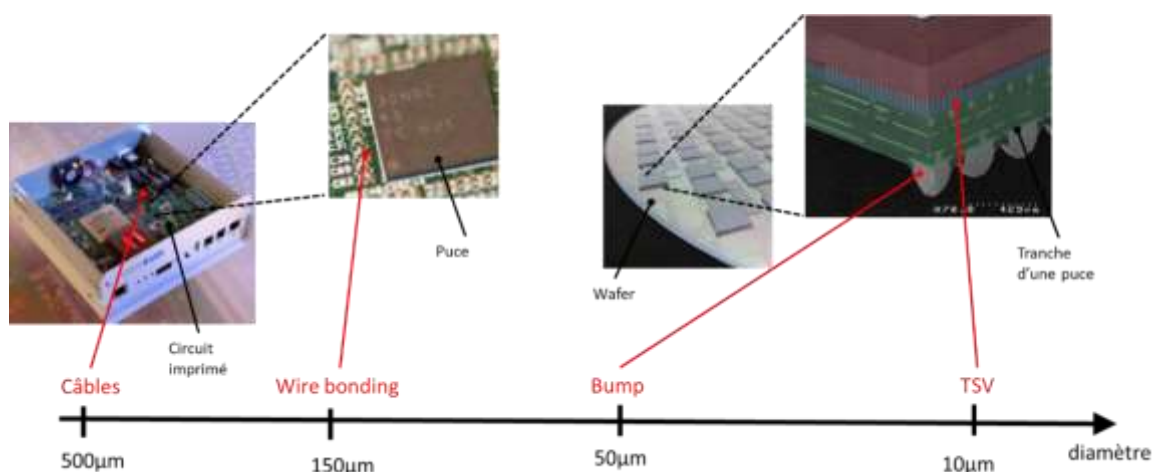 Puce
Wafer
Tranche
d'une puce
Circuit
imprimé
Câbles
Wire bonding
Bump
TSV
500µm
150µm
50µm
10µm
diamètre